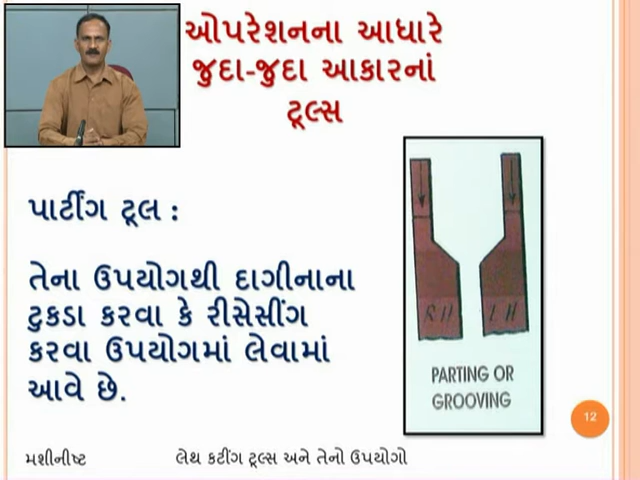 ઓપરેશનના આધારે
જુદા-જુદા આકારનાં
ટૂલ્સ
પાર્ટીંગ ટૂલ :
તેના ઉપયોગથી દાગીનાના
ટુકડા કરવા કે રીસેસીંગ
કરવા ઉપયોગમાં લેવામાં
આવે છે.
RH LH
PARTING OR
GROOVING
12
મશીનીષ્ટ
લેથ કટીંગ ટૂલ્સ અને તેનો ઉપયોગો